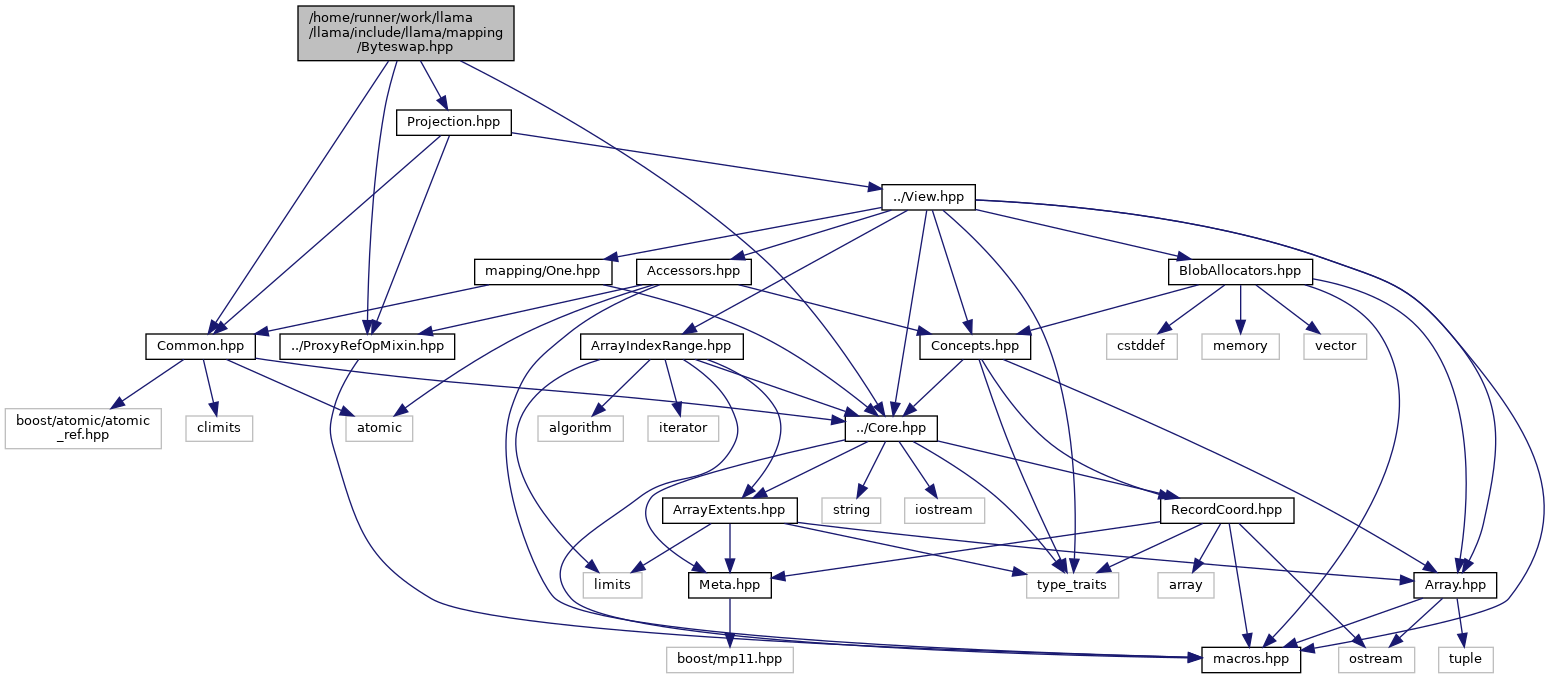 /home/runner/work/llama
/llama/include/llama/mapping
/Byteswap.hpp
Projection.hpp
../View.hpp
mapping/One.hpp
Accessors.hpp
BlobAllocators.hpp
Common.hpp
../ProxyRefOpMixin.hpp
ArrayIndexRange.hpp
Concepts.hpp
cstddef
memory
vector
boost/atomic/atomic
_ref.hpp
climits
atomic
algorithm
iterator
../Core.hpp
ArrayExtents.hpp
string
iostream
RecordCoord.hpp
limits
Meta.hpp
type_traits
array
Array.hpp
boost/mp11.hpp
macros.hpp
ostream
tuple